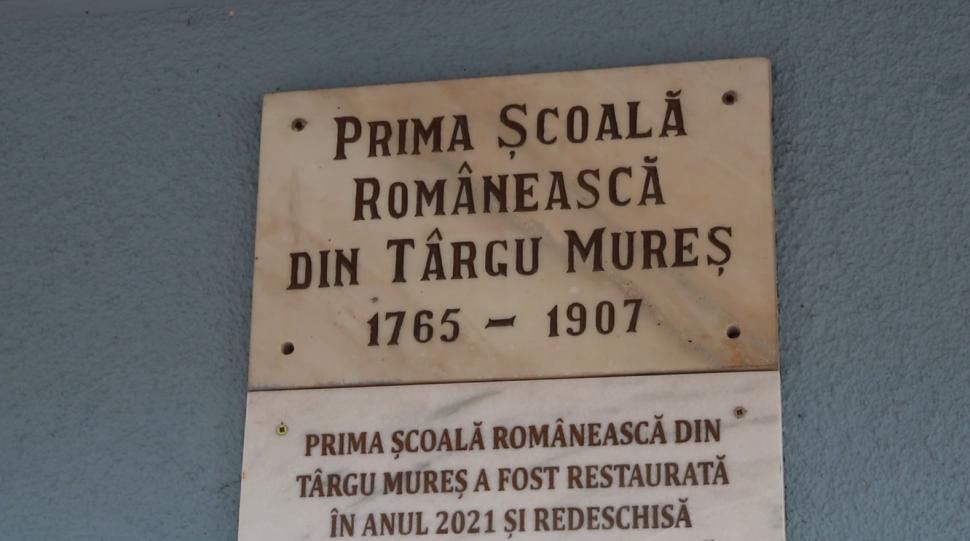 PRIMA ȘCOALĂ
ROMÂNEASCĂ
DIN TÂRGU MUREȘ
1765 – 1907
PRIMA ȘCOALĂ ROMÂNEASCĂ DIN
TÂRGU MUREȘ A FOST RESTAURATĂ
ÎN ANUL 2021 ȘI REDESCHISĂ